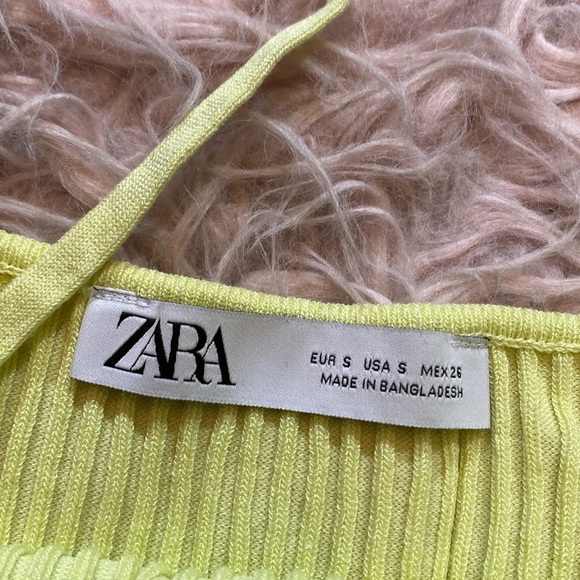 ZARA
EUR S USA S MEX 26
MADE IN BANGLADESH